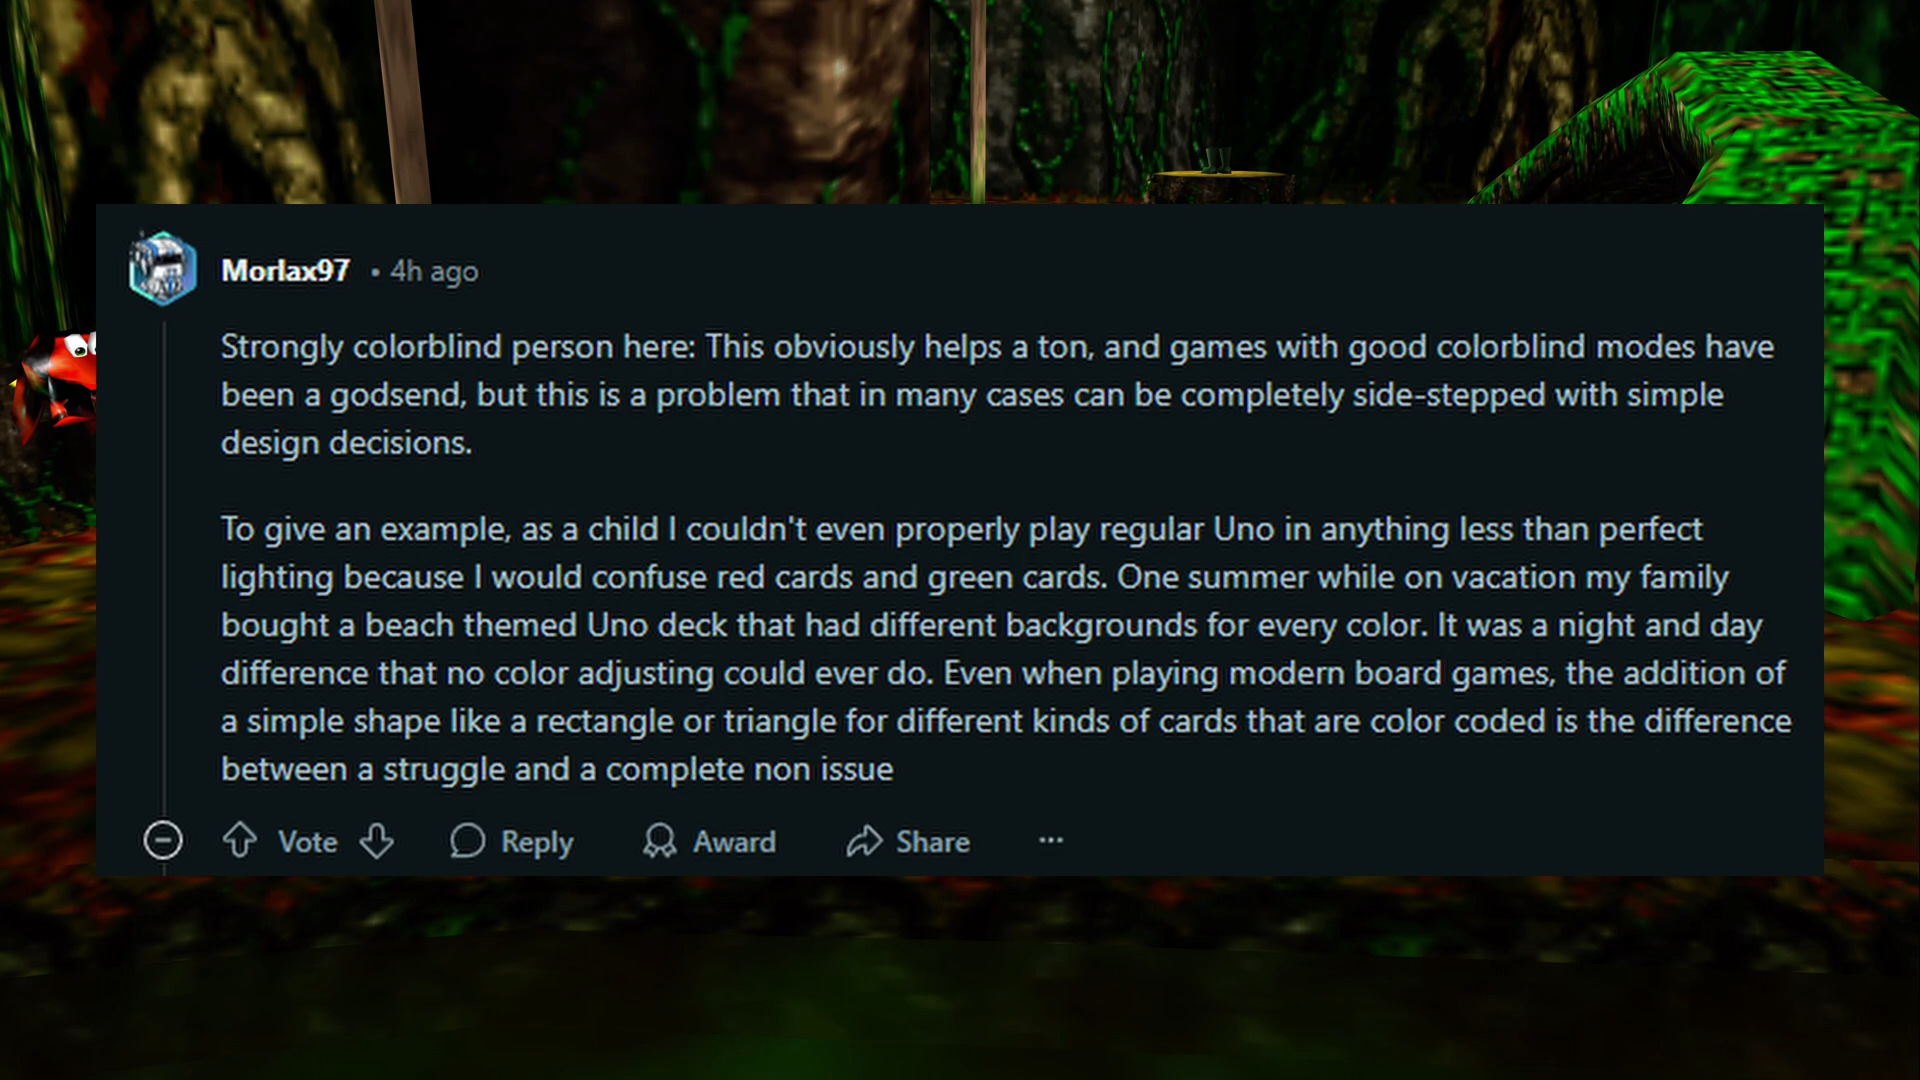 Morlax97 • 4h ago
Strongly colorblind person here: This obviously helps a ton, and games with good colorblind modes have
been a godsend, but this is a problem that in many cases can be completely side-stepped with simple
design decisions.
To give an example, as a child I couldn't even properly play regular Uno in anything less than perfect
lighting because I would confuse red cards and green cards. One summer while on vacation my family
bought a beach themed Uno deck that had different backgrounds for every color. It was a night and day
difference that no color adjusting could ever do. Even when playing modern board games, the addition of
a simple shape like a rectangle or triangle for different kinds of cards that are color coded is the difference
between a struggle and a complete non issue
Vote Reply Award Share ...